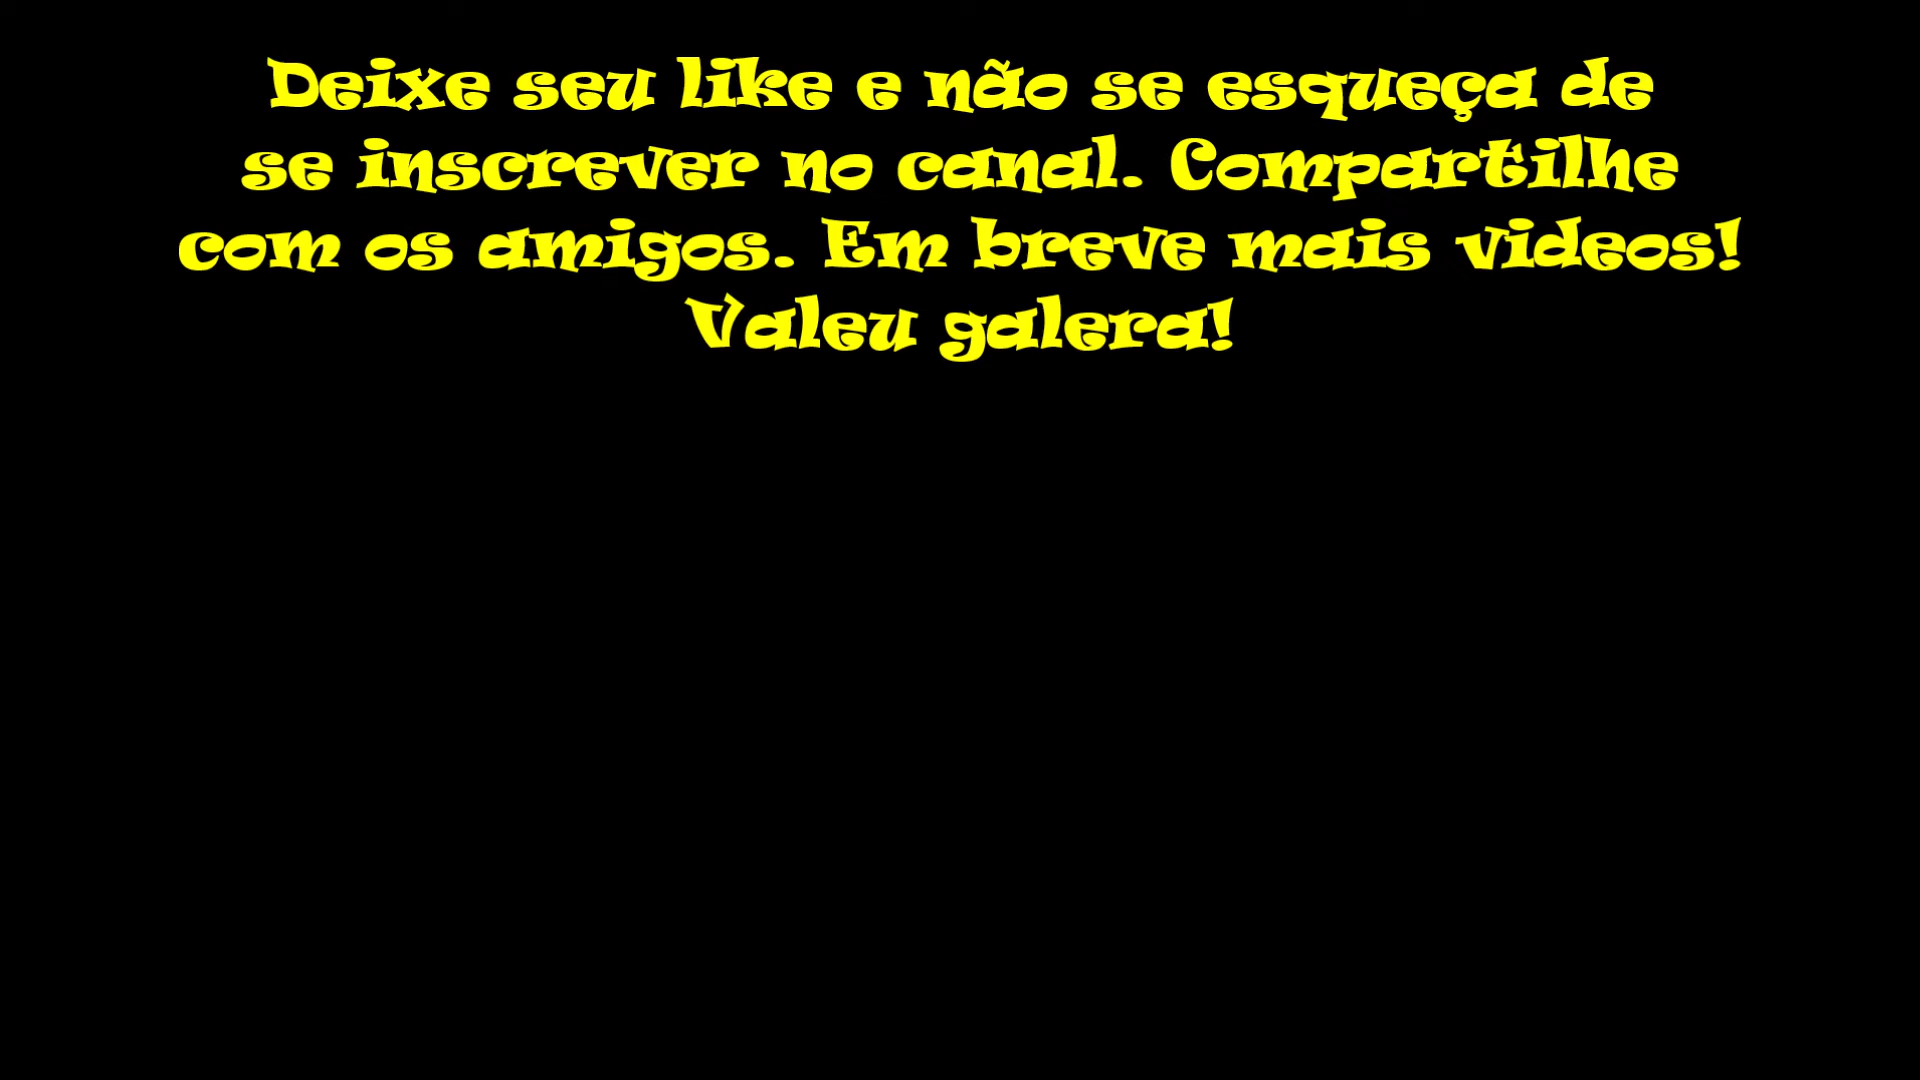 Deixe seu like e não se esqueça de
se inscrever no canal. Compartilhe
com os amigos. Em breve mais videos!
Valeu galera!